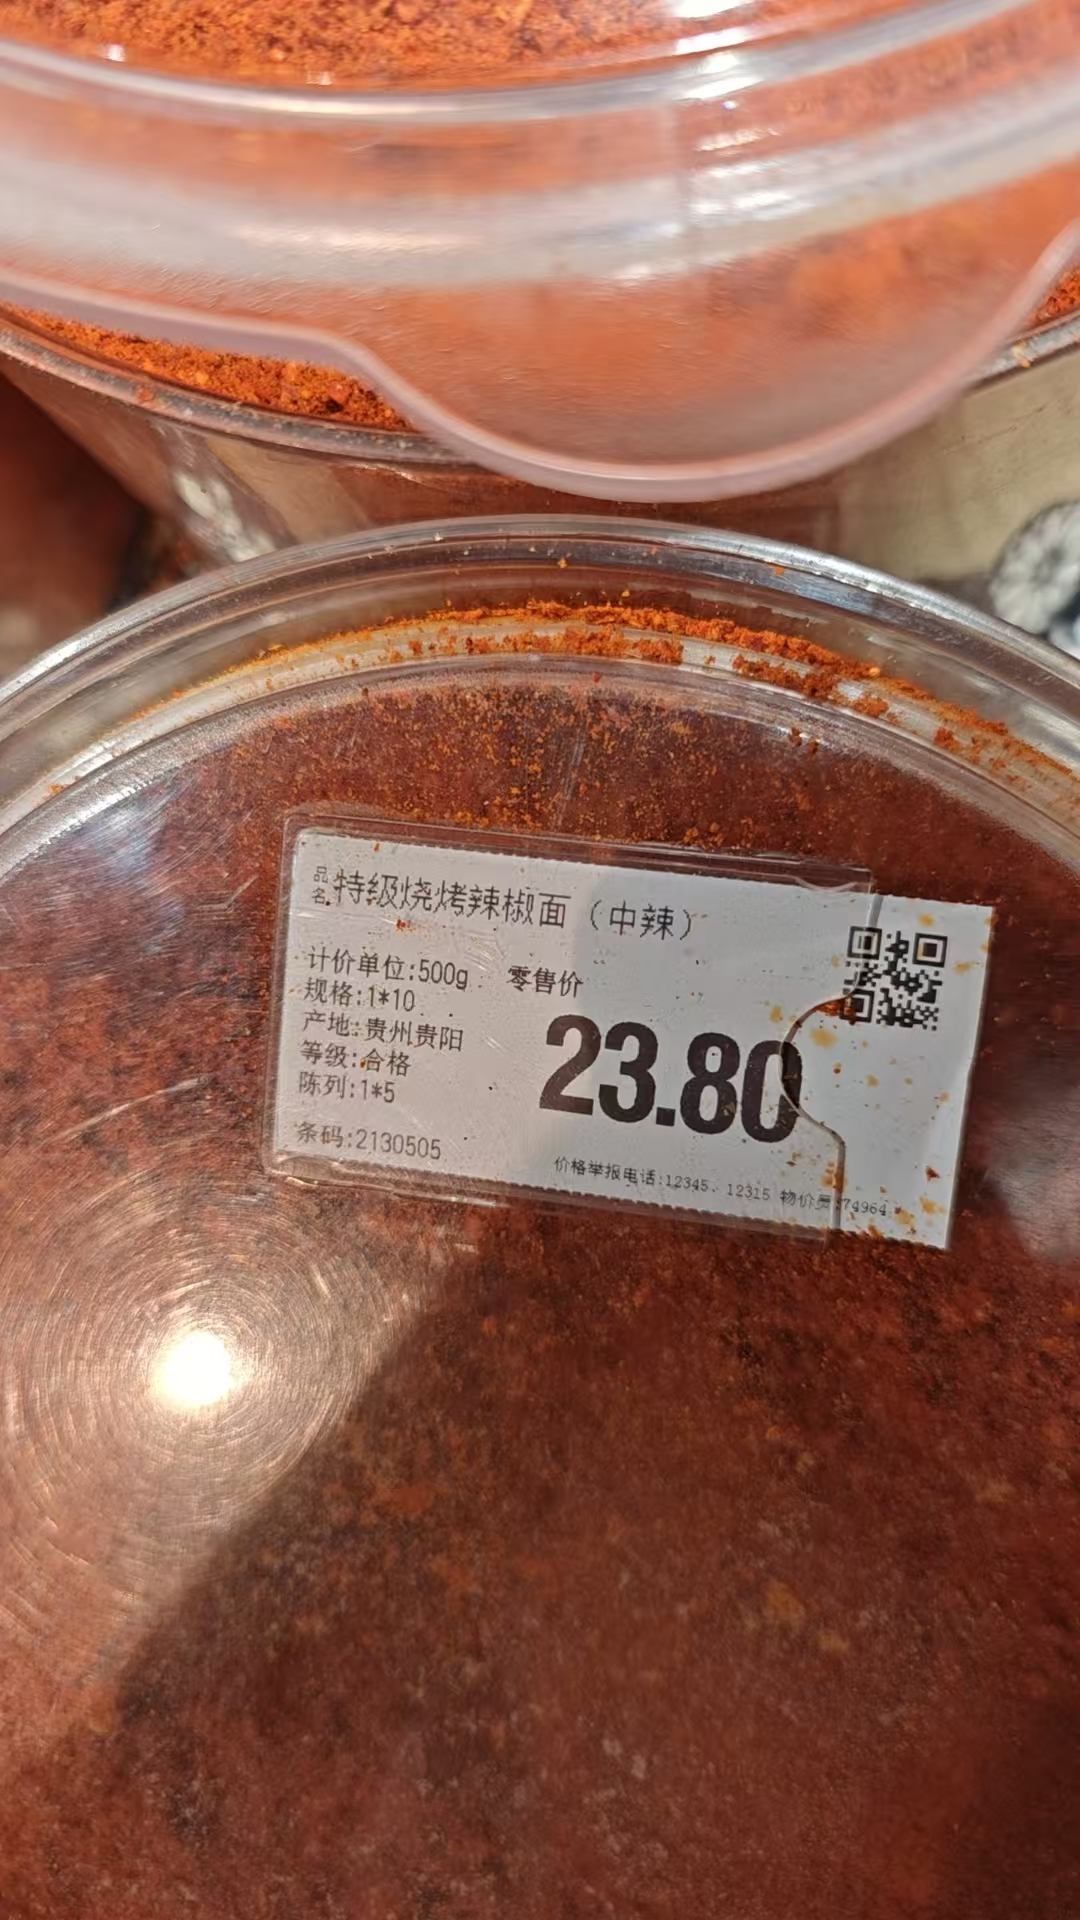 品名:特级烧烤辣椒面（中辣）
计价单位:500g 零售价
规格:1*10
产地:贵州贵阳
等级:合格
陈列:1*5
23.80
条码:2130505
价格举报电话:12345、12315 物价员:74964